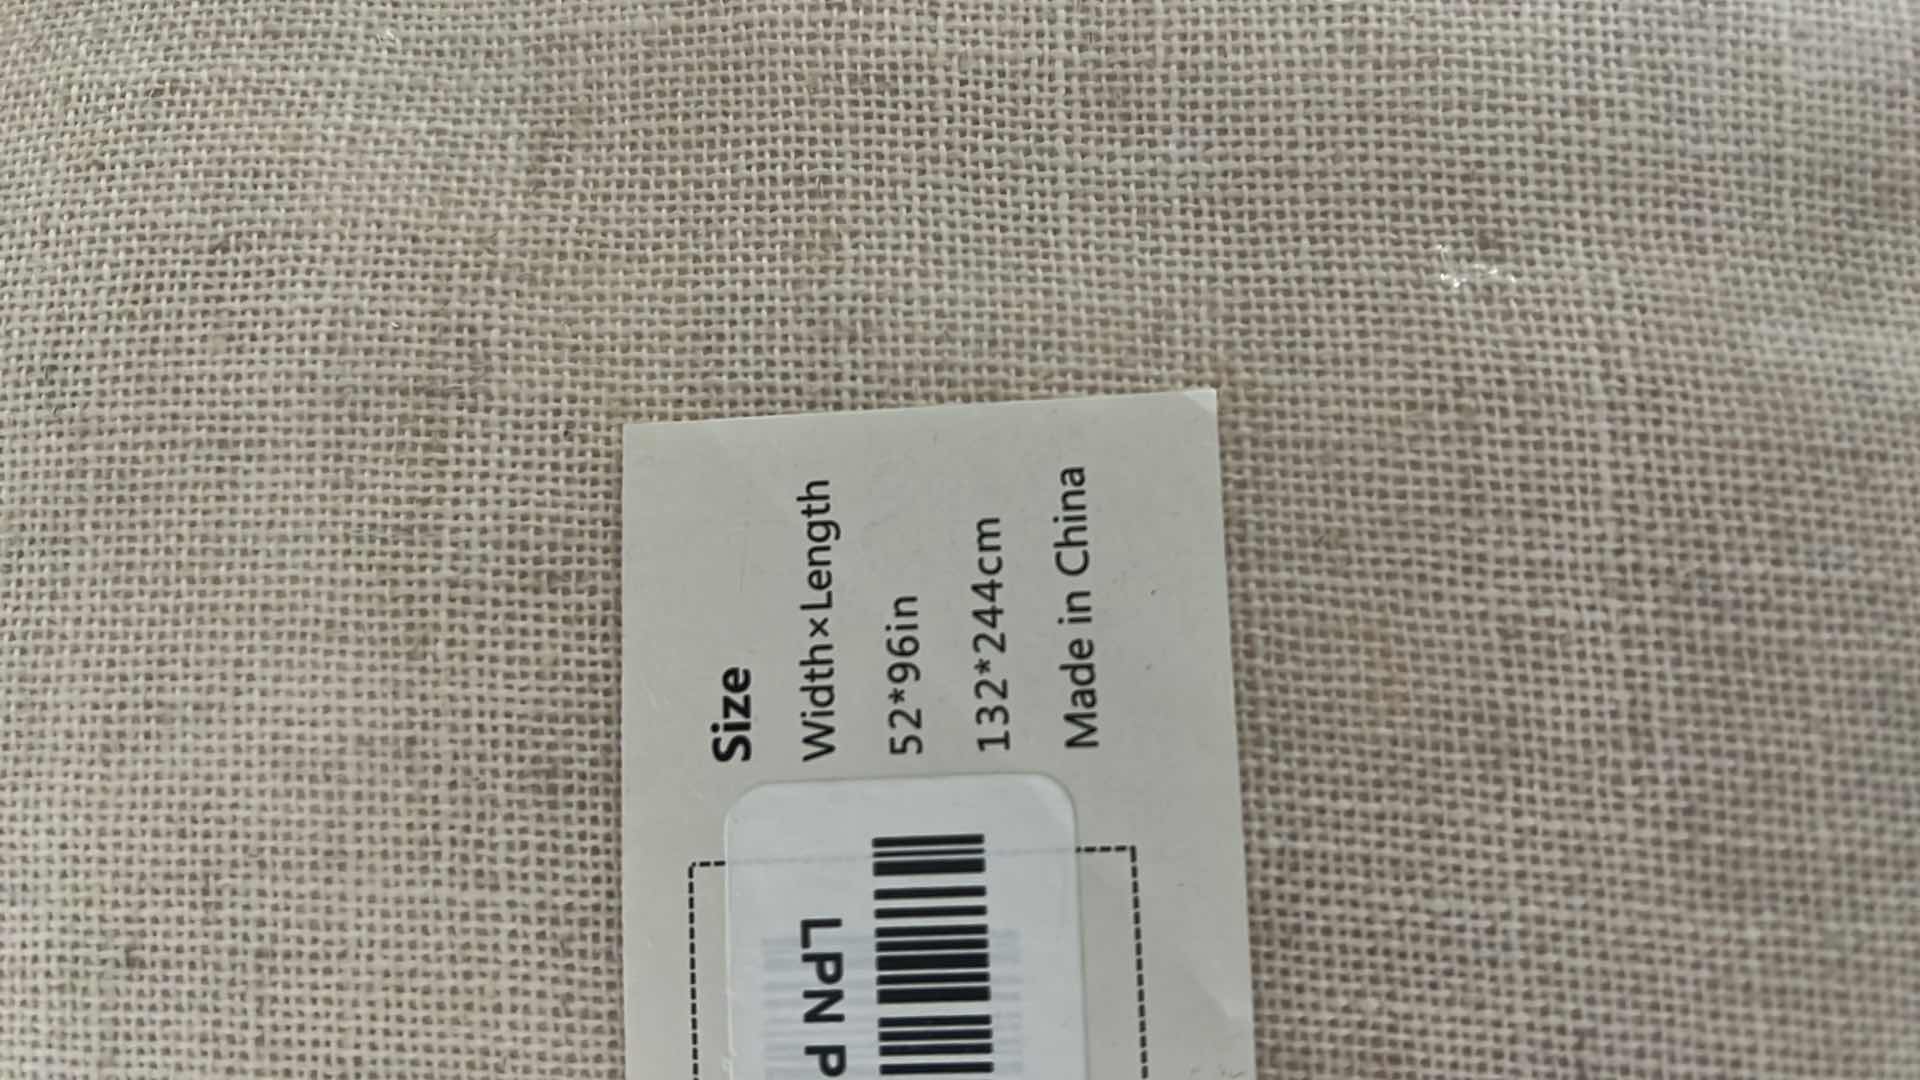 Size
Width×Length
52*96in
132*244cm
Made in China
LPN P